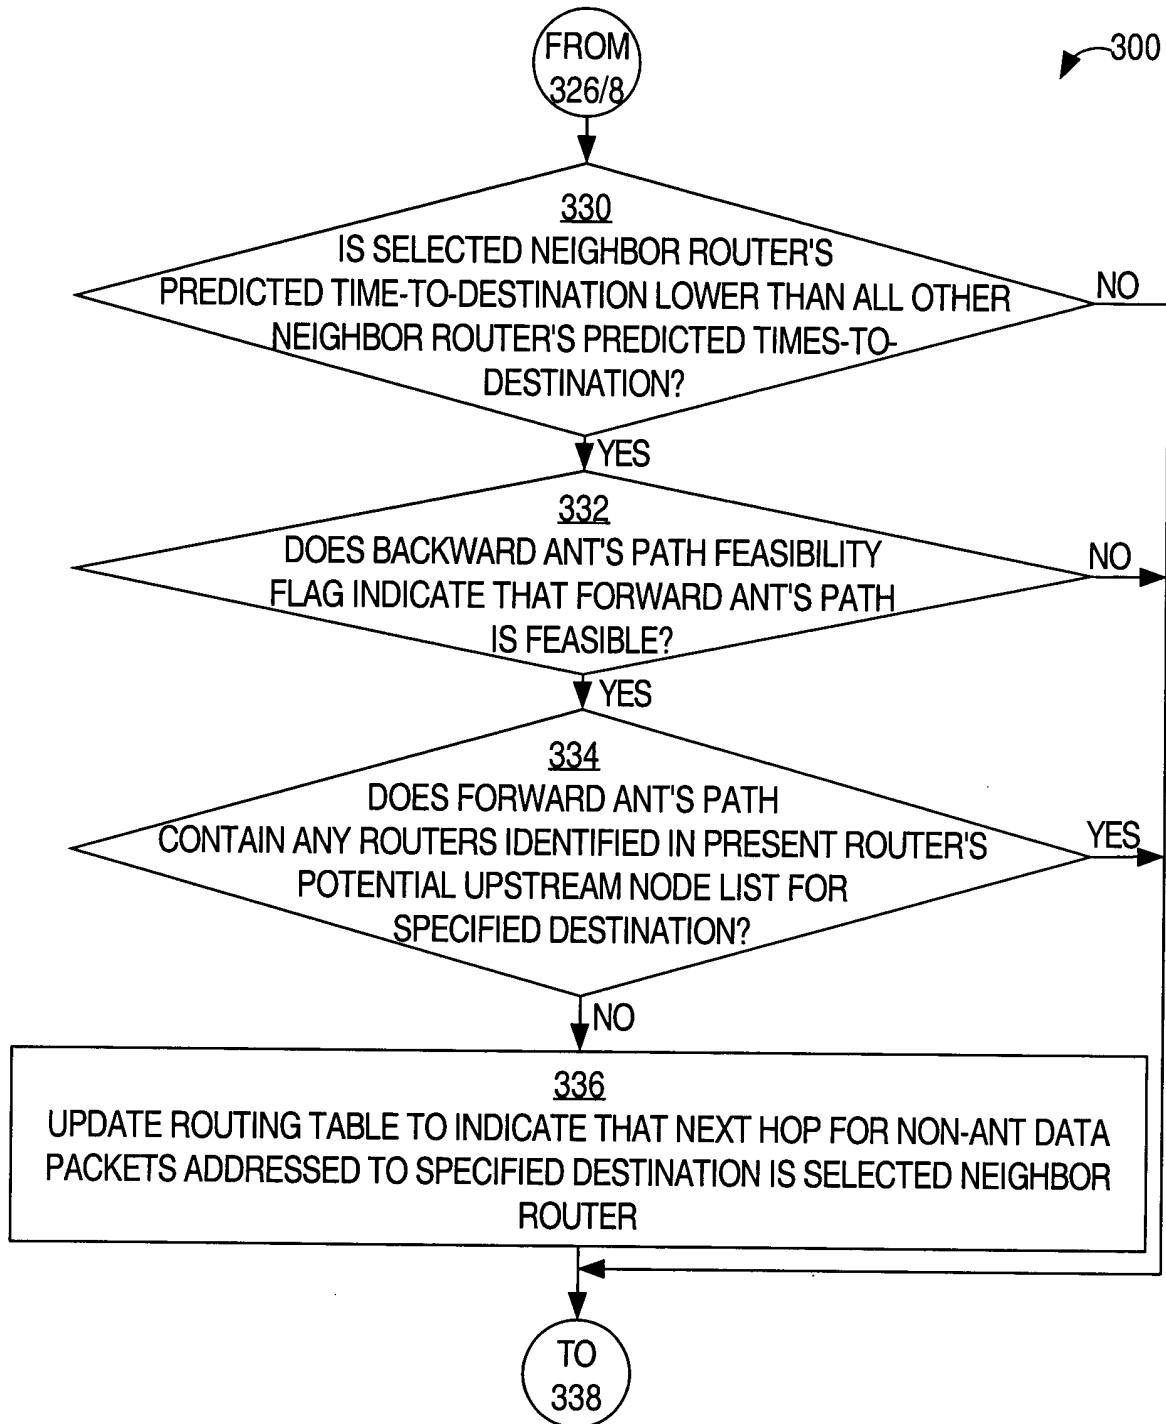 FROM
326/8
300
330
IS SELECTED NEIGHBOR ROUTER'S
PREDICTED TIME-TO-DESTINATION LOWER THAN ALL OTHER
NEIGHBOR ROUTER'S PREDICTED TIMES-TO-
DESTINATION?
NO
YES
332
DOES BACKWARD ANT'S PATH FEASIBILITY
FLAG INDICATE THAT FORWARD ANT'S PATH
IS FEASIBLE?
NO
YES
334
DOES FORWARD ANT'S PATH
CONTAIN ANY ROUTERS IDENTIFIED IN PRESENT ROUTER'S
POTENTIAL UPSTREAM NODE LIST FOR
SPECIFIED DESTINATION?
YES
NO
336
UPDATE ROUTING TABLE TO INDICATE THAT NEXT HOP FOR NON-ANT DATA
PACKETS ADDRESSED TO SPECIFIED DESTINATION IS SELECTED NEIGHBOR
ROUTER
TO
338